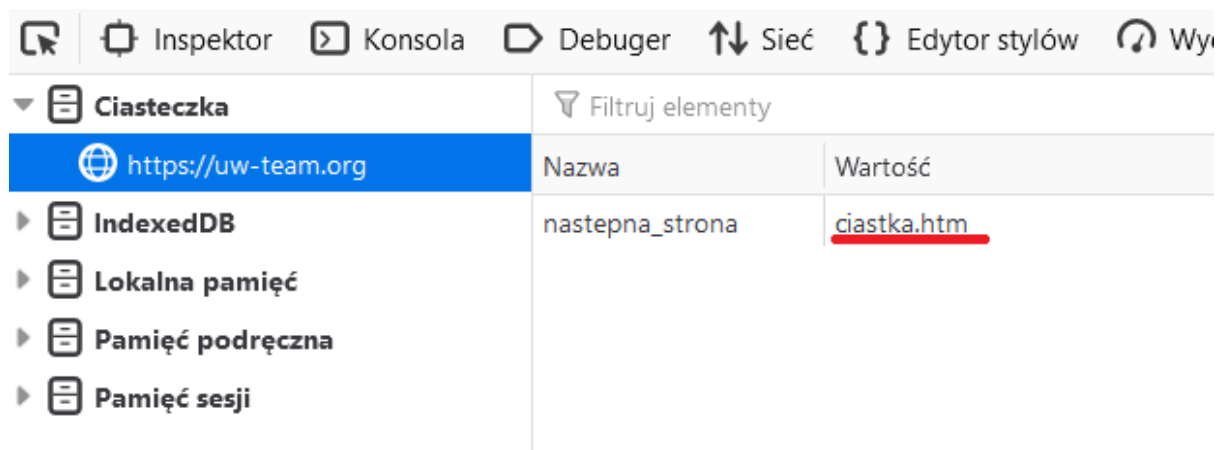 Inspektor Konsola Debuger Sieć Edytor stylów
Ciasteczka Filtruj elementy
https://uw-team.org Nazwa Wartość
IndexedDB nastepna_strona ciastka.htm
Lokalna pamięć
Pamięć podręczna
Pamięć sesji